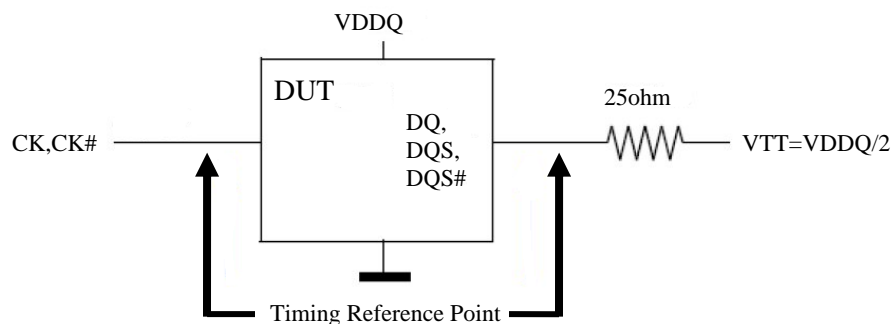 VDDQ
DUT
25ohm
CK,CK#
DQ,
DQS,
DQS#
VTT=VDDQ/2
Timing Reference Point